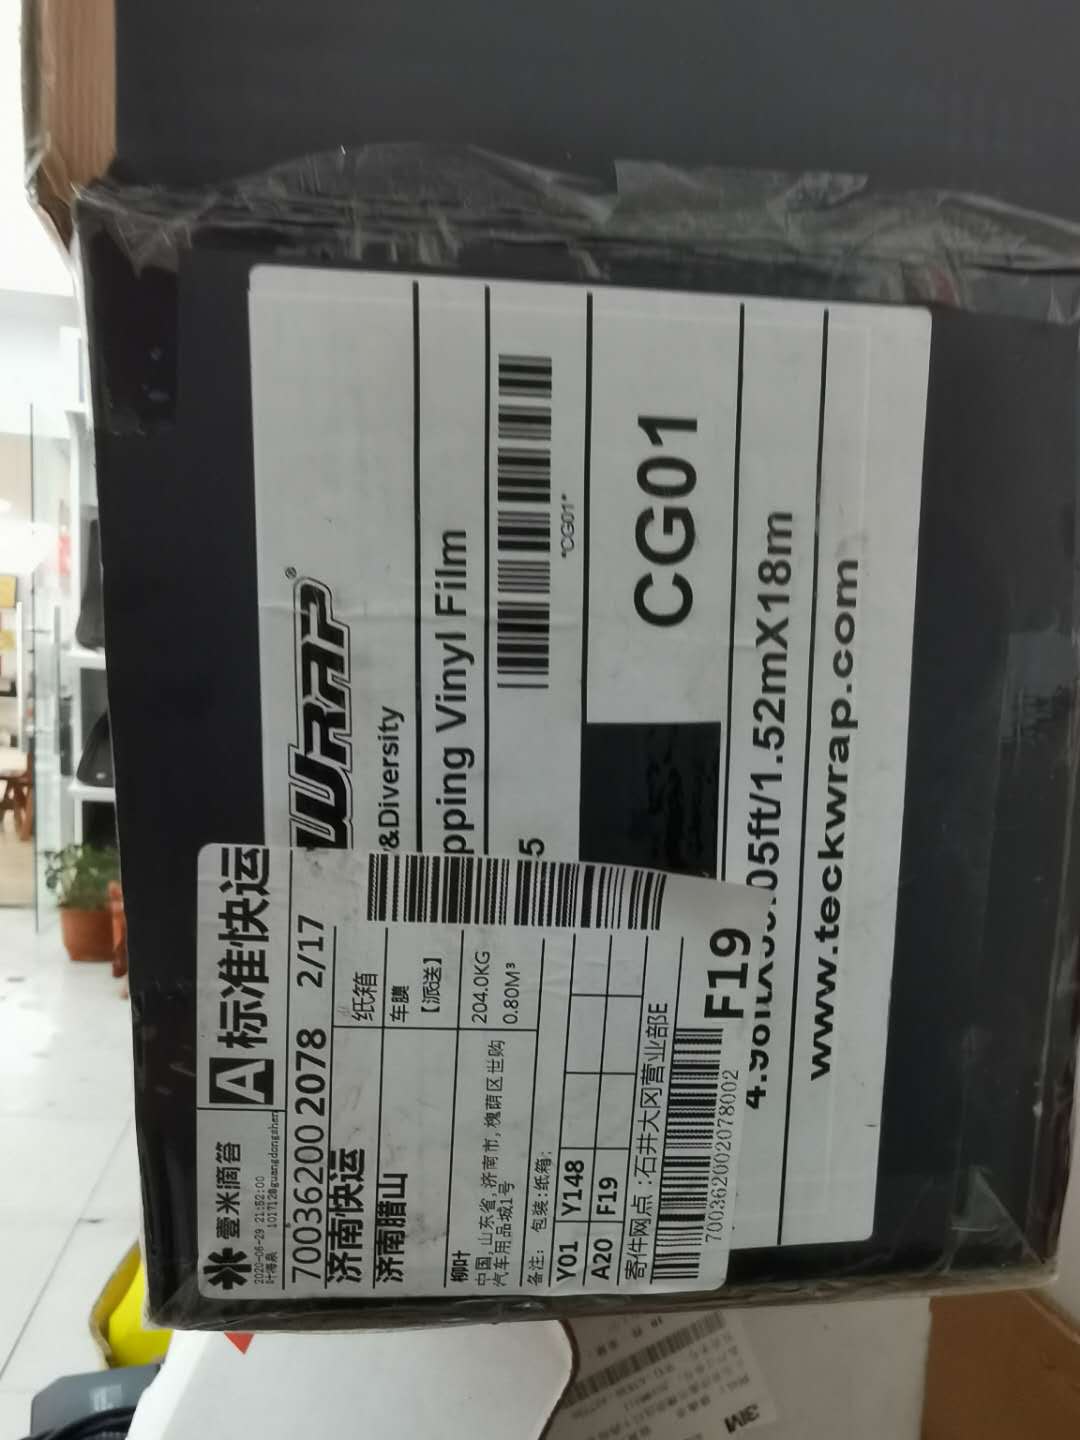 WRAP®
&Diversity
pping Vinyl Film
*CG01*
5
CG01
05ft/1.52mX18m
www.teckwrap.com
壹米滴答
A 标准快运
2020-06-29 21:52:00
70036200 2078 2/17
济南快运
纸箱
济南腊山
车膜
【派送】
柳叶
204.0KG
中国,山东省,济南市,槐荫区世购
汽车用品城1号
0.80M³
备注: 包装:纸箱;
Y01 Y148
A20 F19
寄件网点:石井大冈营业部E
F19
700362002078002
3M